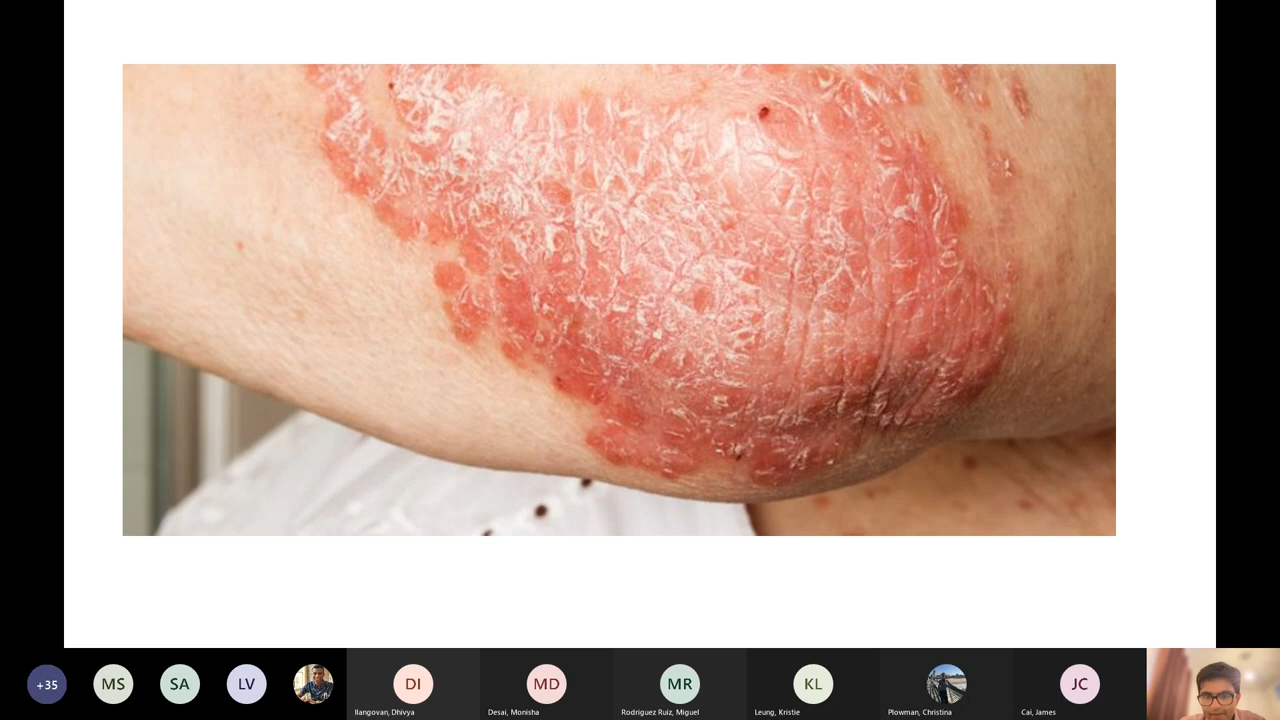 +35
MS
SA
LV
DI
MD
MR
KL
JC
Ilangovan, Dhivya
Desai, Monisha
Rodriguez Ruiz, Miguel
Leung, Kristie
Plowman, Christina
Cai, James